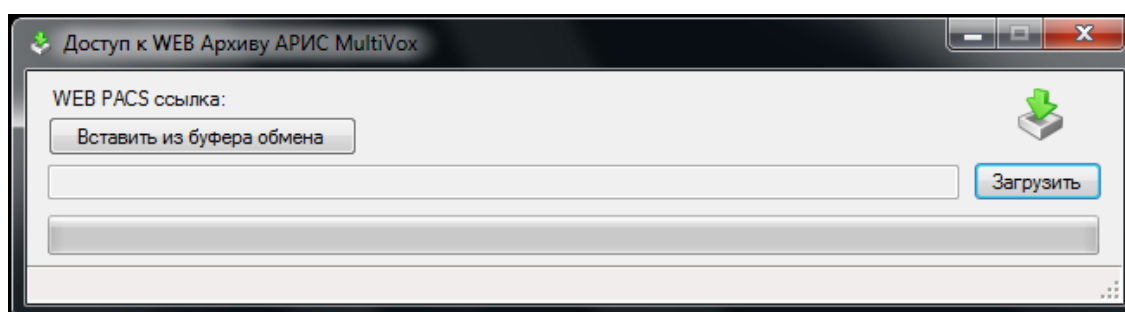 Доступ к WEB Архиву АРИС MultiVox
WEB PACS ссылка:
Вставить из буфера обмена
Загрузить